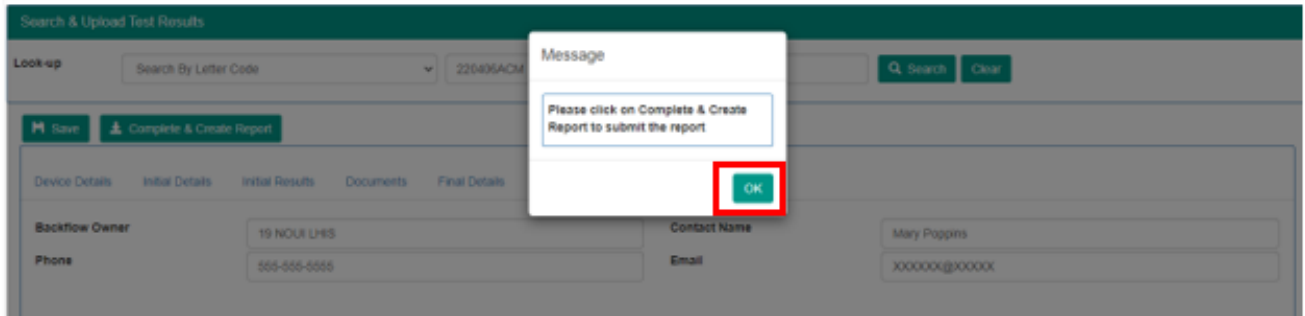 Search & Upload Test Results
Look-up
Search By Letter Code
220406ACM
Search
Clear
Message
Please click on Complete & Create
Report to submit the report
OK
Save
Complete & Create Report
Device Details
Initial Details
Initial Results
Documents
Final Details
Backflow Owner
19 NOUI LHIS
Contact Name
Mary Poppins
Phone
555-555-5555
Email
XXXXXX@XXXXX